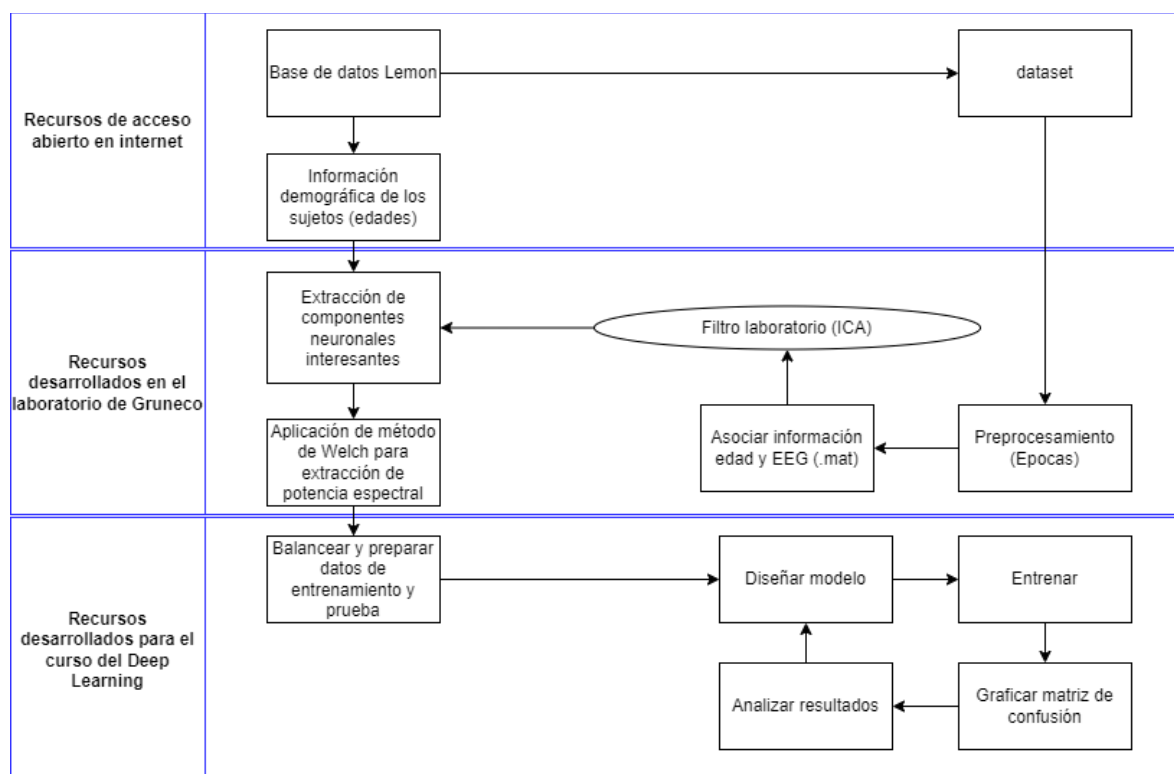 Recursos de acceso
abierto en internet
Base de datos Lemon
dataset
Información
demográfica de los
sujetos (edades)
Recursos
desarrollados en el
laboratorio de Gruneco
Extracción de
componentes
neuronales
interesantes
Filtro laboratorio (ICA)
Aplicación de método
de Welch para
extracción de
potencia espectral
Asociar información
edad y EEG (.mat)
Preprocesamiento
(Epocas)
Recursos
desarrollados para el
curso del Deep
Learning
Balancear y preparar
datos de
entrenamiento y
prueba
Diseñar modelo
Entrenar
Analizar resultados
Graficar matriz de
confusión